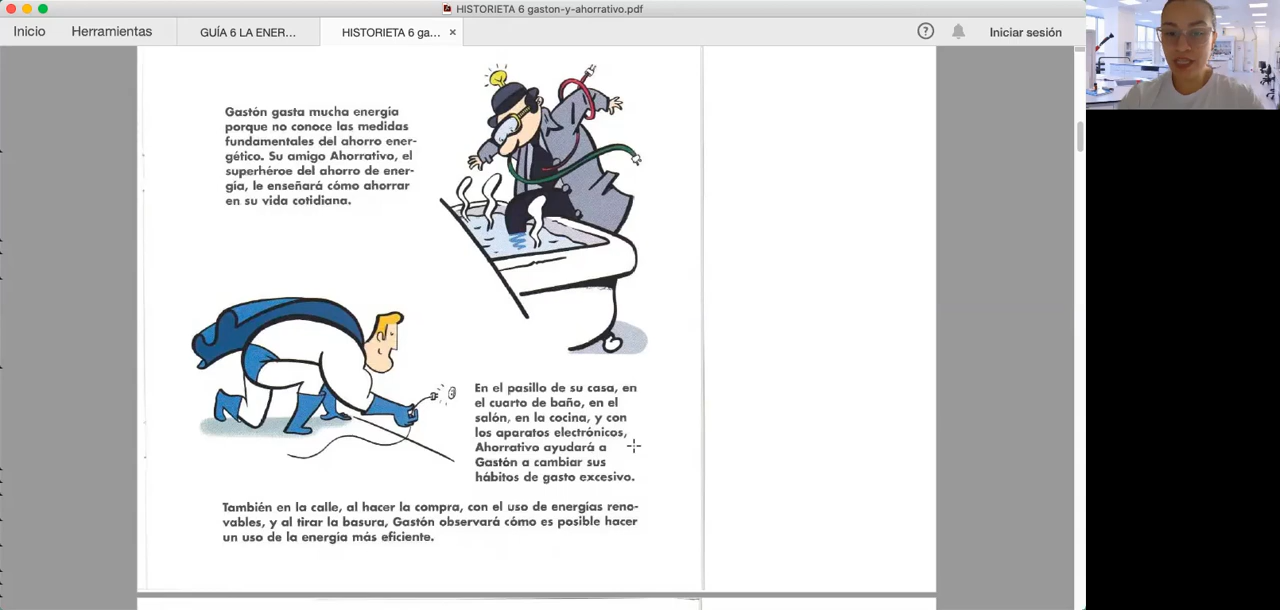 HISTORIETA 6 gaston-y-ahorrativo.pdf
Inicio
Herramientas
GUÍA 6 LA ENER...
HISTORIETA 6 ga...
Iniciar sesión
Gastón gasta mucha energía
porque no conoce las medidas
fundamentales del ahorro ener-
gético. Su amigo Ahorrativo, el
superhéroe del ahorro de ener-
gía, le enseñará cómo ahorrar
en su vida cotidiana.
En el pasillo de su casa, en
el cuarto de baño, en el
salón, en la cocina, y con
los aparatos electrónicos,
Ahorrativo ayudará a
Gastón a cambiar sus
hábitos de gasto excesivo.
También en la calle, al hacer la compra, con el uso de energías reno-
vables, y al tirar la basura, Gastón observará cómo es posible hacer
un uso de la energía más eficiente.